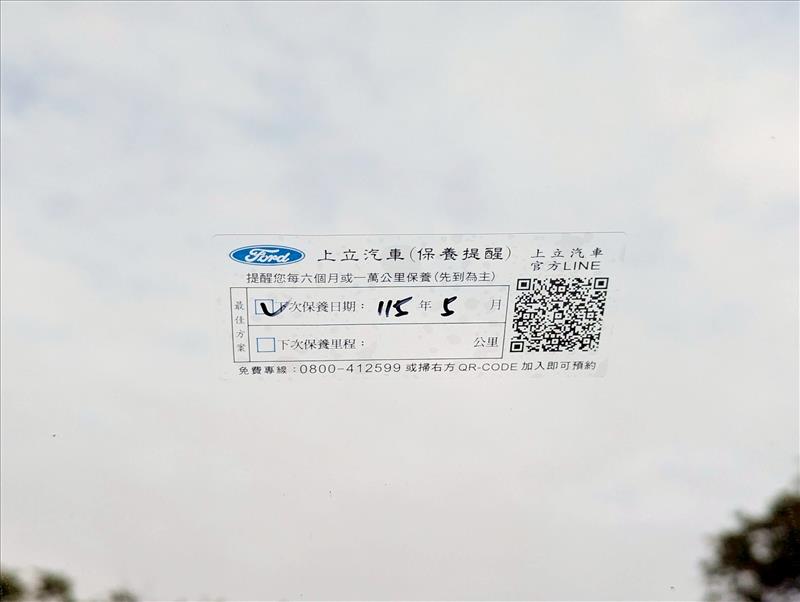 Ford 上立汽車(保養提醒)
上立汽車
官方LINE
提醒您每六個月或一萬公里保養(先到為主)
最佳方案
下次保養日期: 115 年 5 月
下次保養里程: 公里
免費專線:0800-412599 或掃右方 QR-CODE 加入即可預約